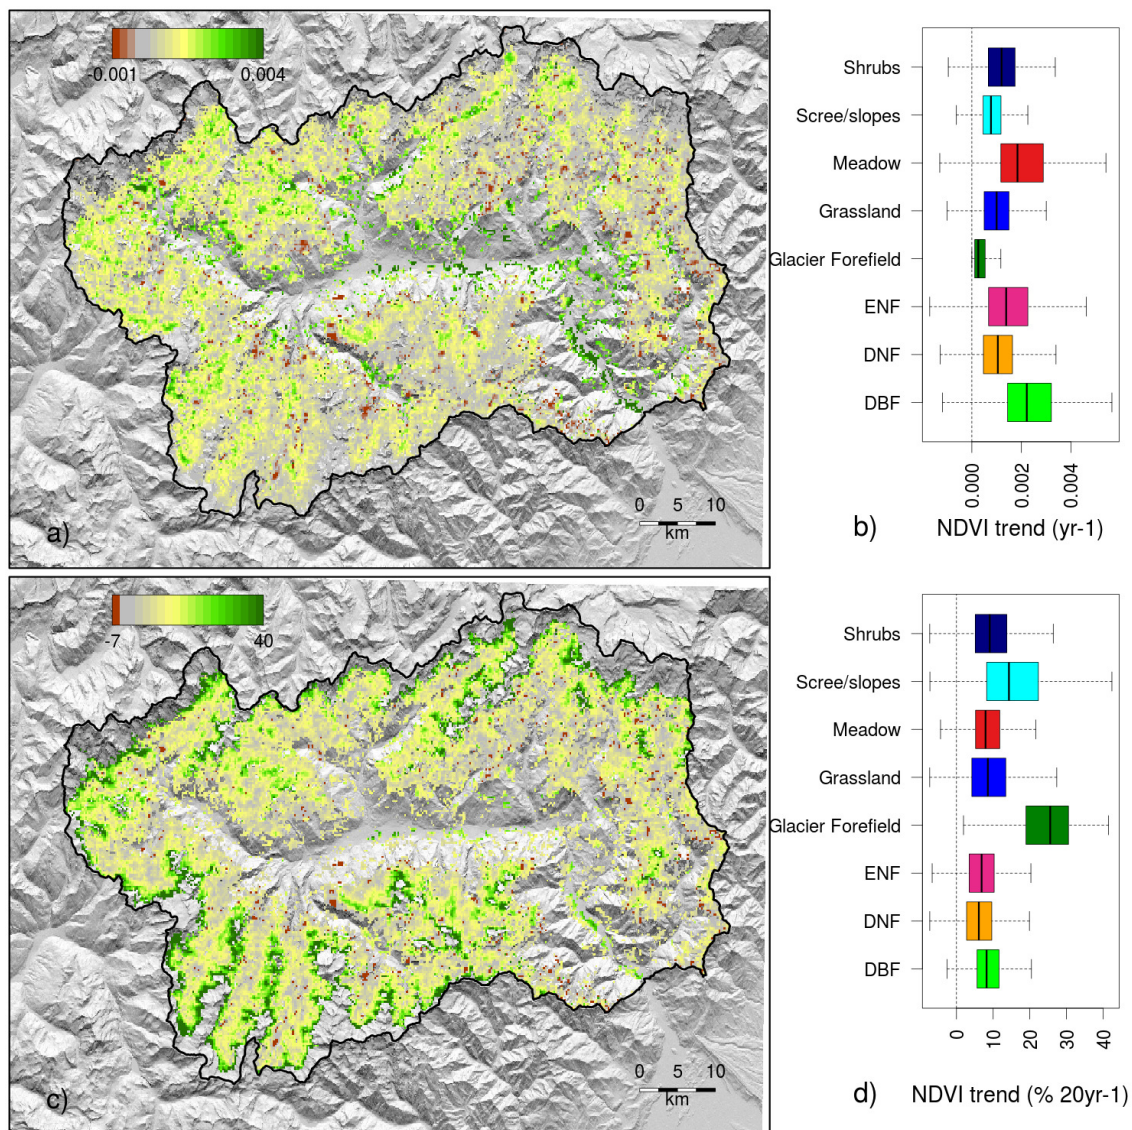 -0.001 0.004
a)
0 5 10
km
Shrubs
Scree/slopes
Meadow
Grassland
Glacier Forefield
ENF
DNF
DBF
0.000 0.002 0.004
b) NDVI trend (yr-1)
-7 40
c)
0 5 10
km
Shrubs
Scree/slopes
Meadow
Grassland
Glacier Forefield
ENF
DNF
DBF
0 10 20 30 40
d) NDVI trend (% 20yr-1)